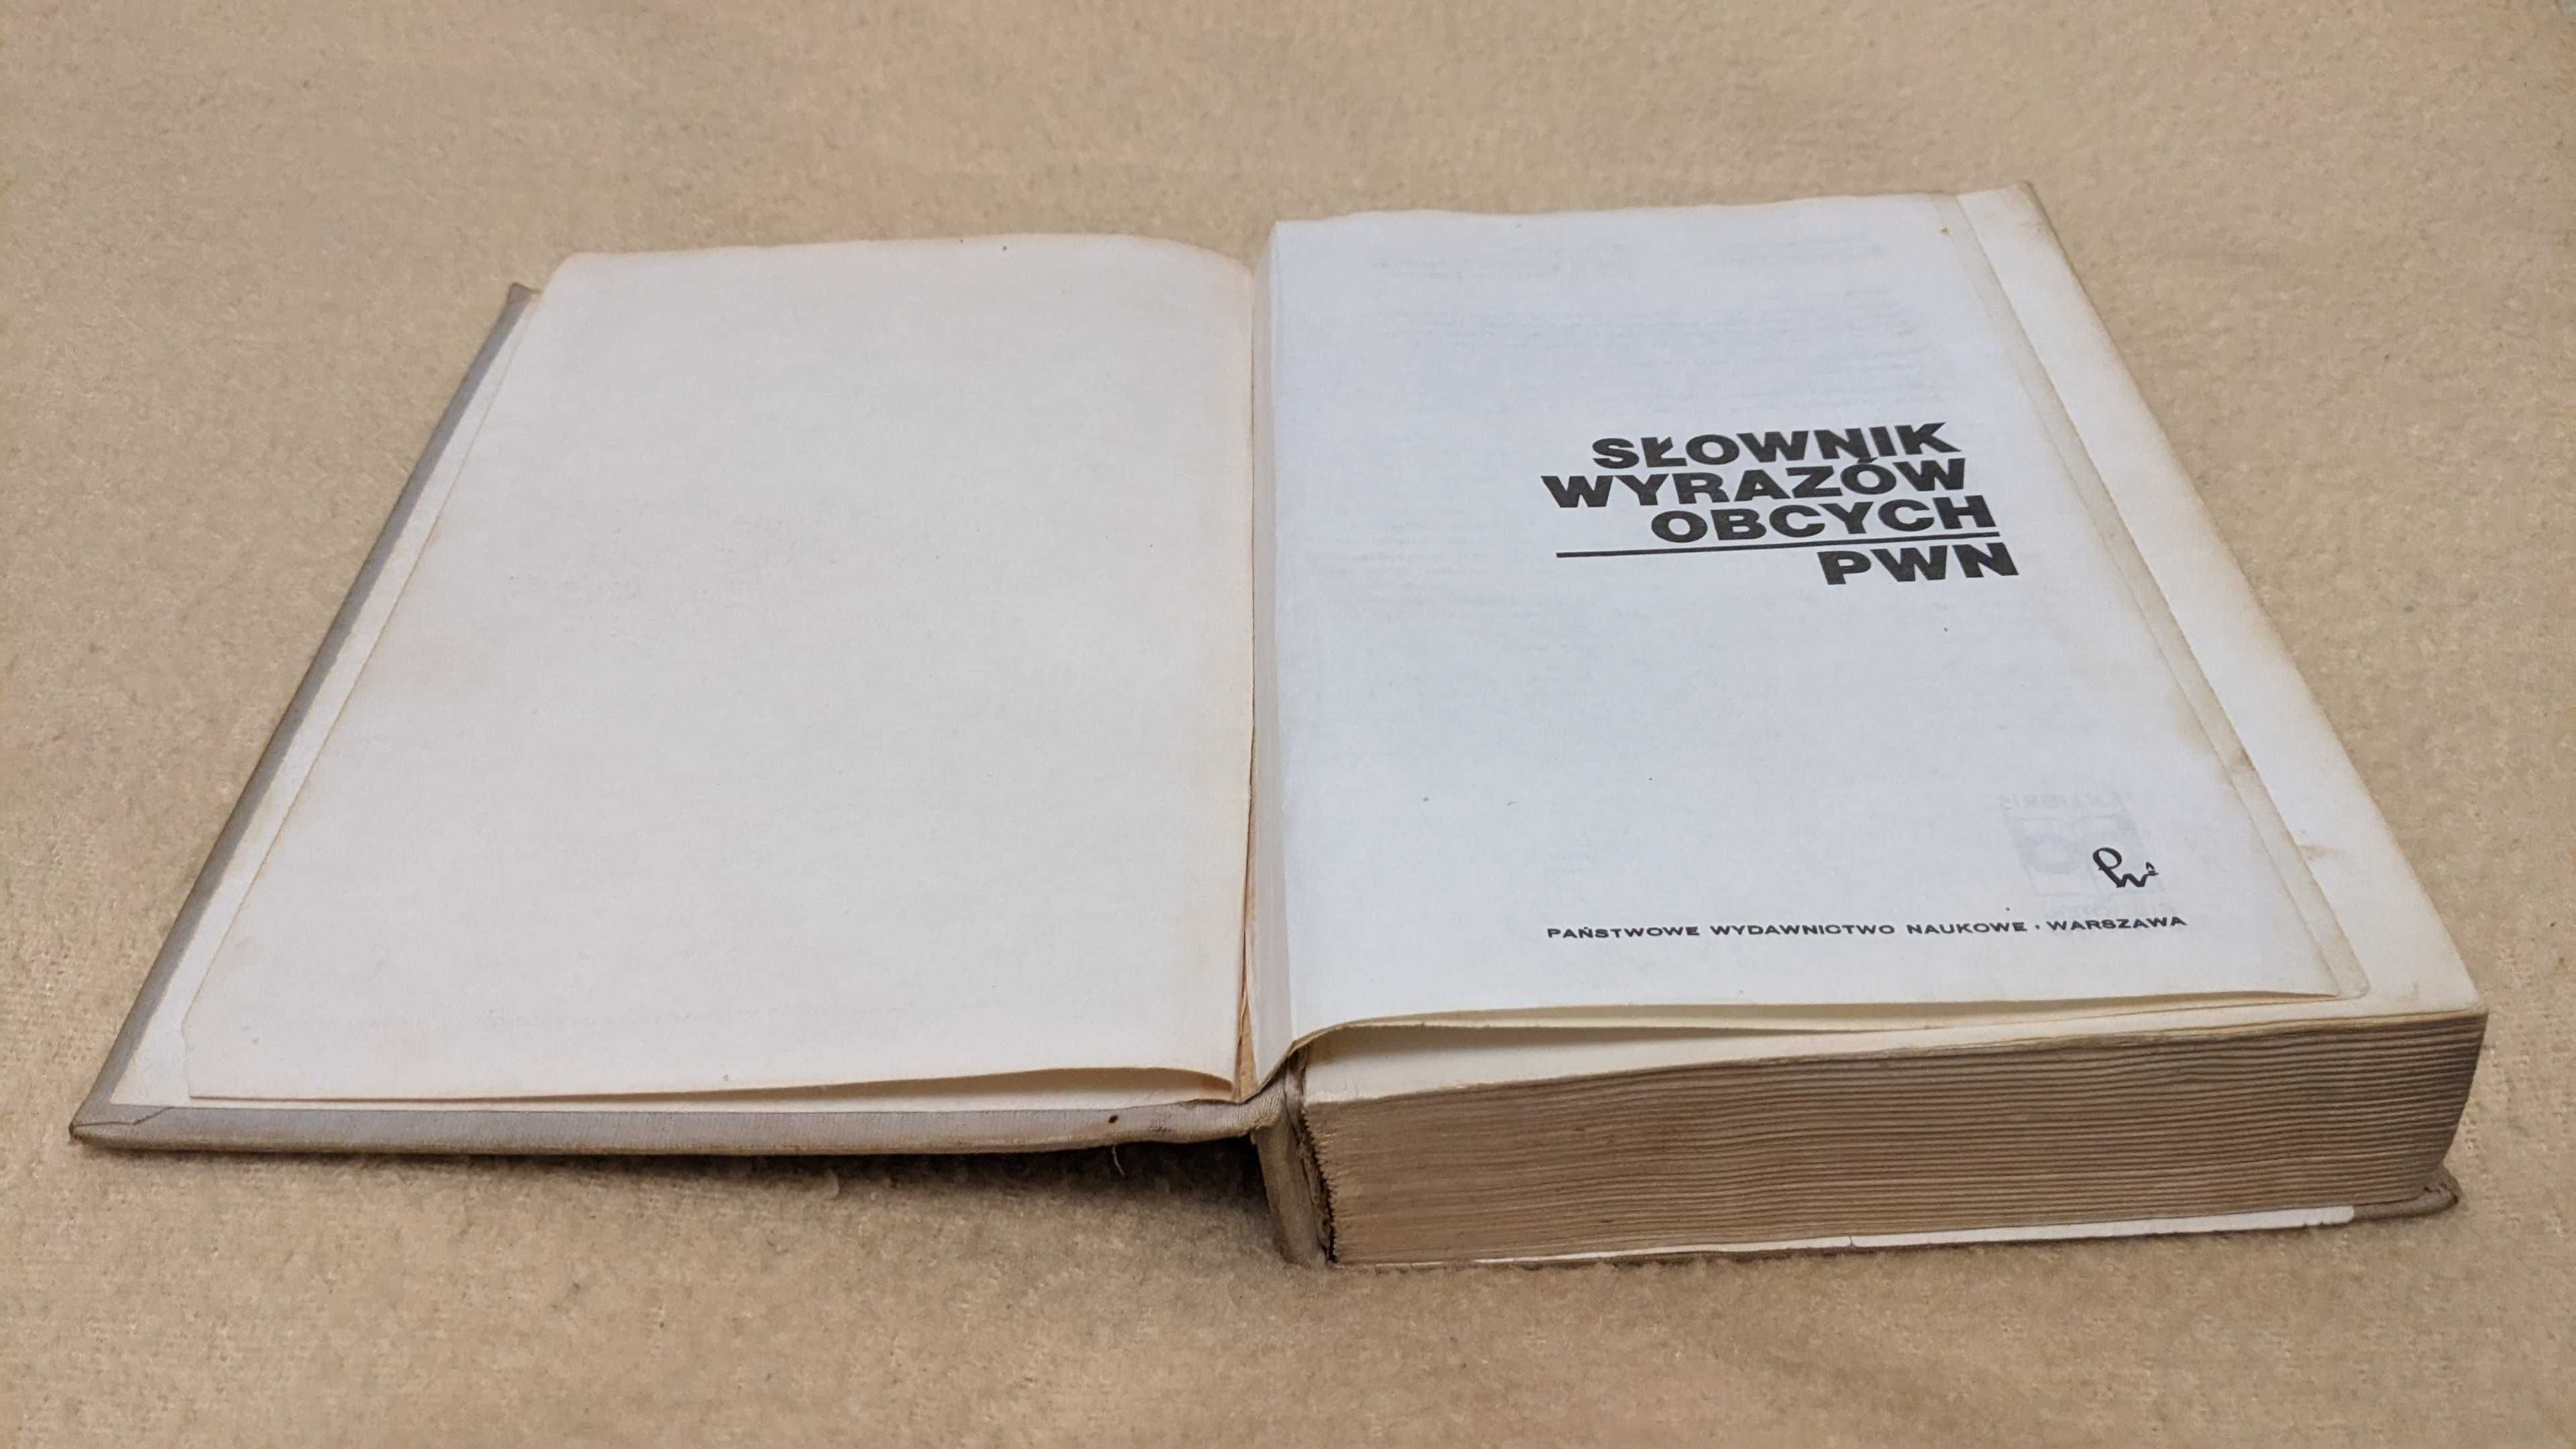 SŁOWNIK
WYRAZÓW
OBCYCH
PWN
PAŃSTWOWE WYDAWNICTWO NAUKOWE · WARSZAWA